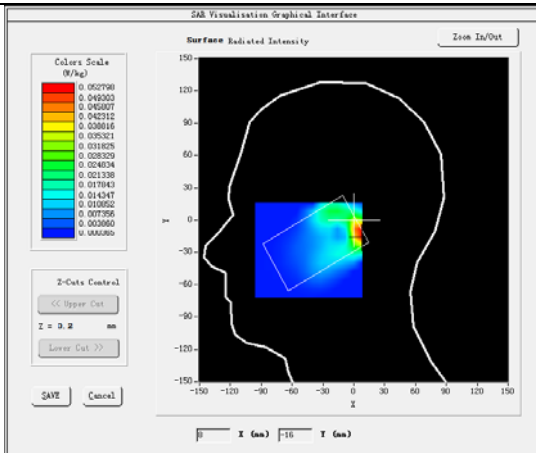 SAR Visualisation Graphical Interface
Surface Radiated Intensity
Zoom In/Out
Colors Scale
(W/kg)
0.052798
0.049303
0.045807
0.042312
0.038816
0.035321
0.031825
0.028329
0.024834
0.021338
0.017843
0.014347
0.010852
0.007356
0.003860
0.000365
150
120
90
60
30
0
-30
-60
-90
-120
-150
Y
-150 -120 -90 -60 -30 0 30 60 90 120 150
X
Z-Cuts Control
<< Upper Cut
Z = 3.2 mm
Lower Cut >>
SAVE Cancel
8 X (mm) -16 Y (mm)